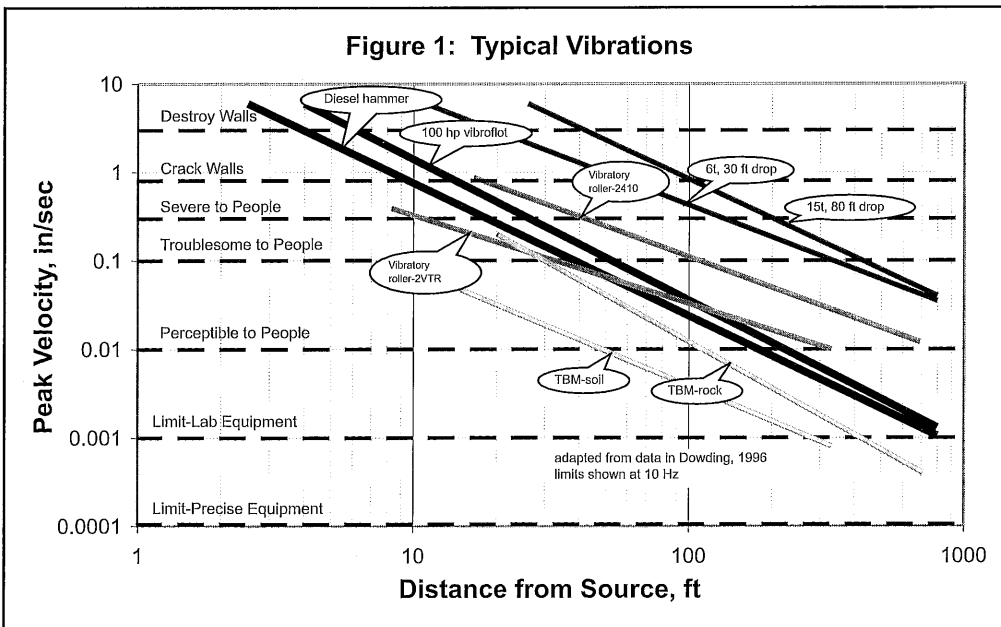 Figure 1: Typical Vibrations
Peak Velocity, in/sec
10
1
0.1
0.01
0.001
0.0001
Destroy Walls
Crack Walls
Severe to People
Troublesome to People
Perceptible to People
Limit-Lab Equipment
Limit-Precise Equipment
Diesel hammer
100 hp vibroflot
Vibratory
roller-2410
6t, 30 ft drop
15t, 80 ft drop
Vibratory
roller-2VTR
TBM-soil
TBM-rock
adapted from data in Dowding, 1996
limits shown at 10 Hz
1
10
100
1000
Distance from Source, ft